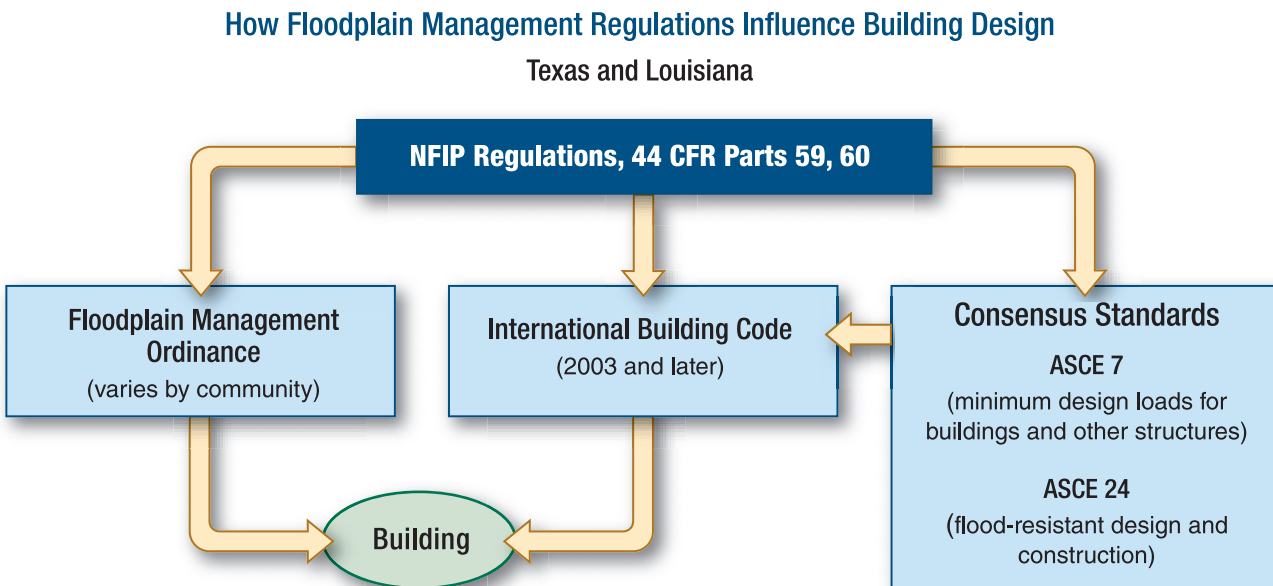 How Floodplain Management Regulations Influence Building Design
Texas and Louisiana
NFIP Regulations, 44 CFR Parts 59, 60
Floodplain Management
Ordinance
(varies by community)
International Building Code
(2003 and later)
Consensus Standards
ASCE 7
(minimum design loads for
buildings and other structures)
ASCE 24
(flood-resistant design and
construction)
Building